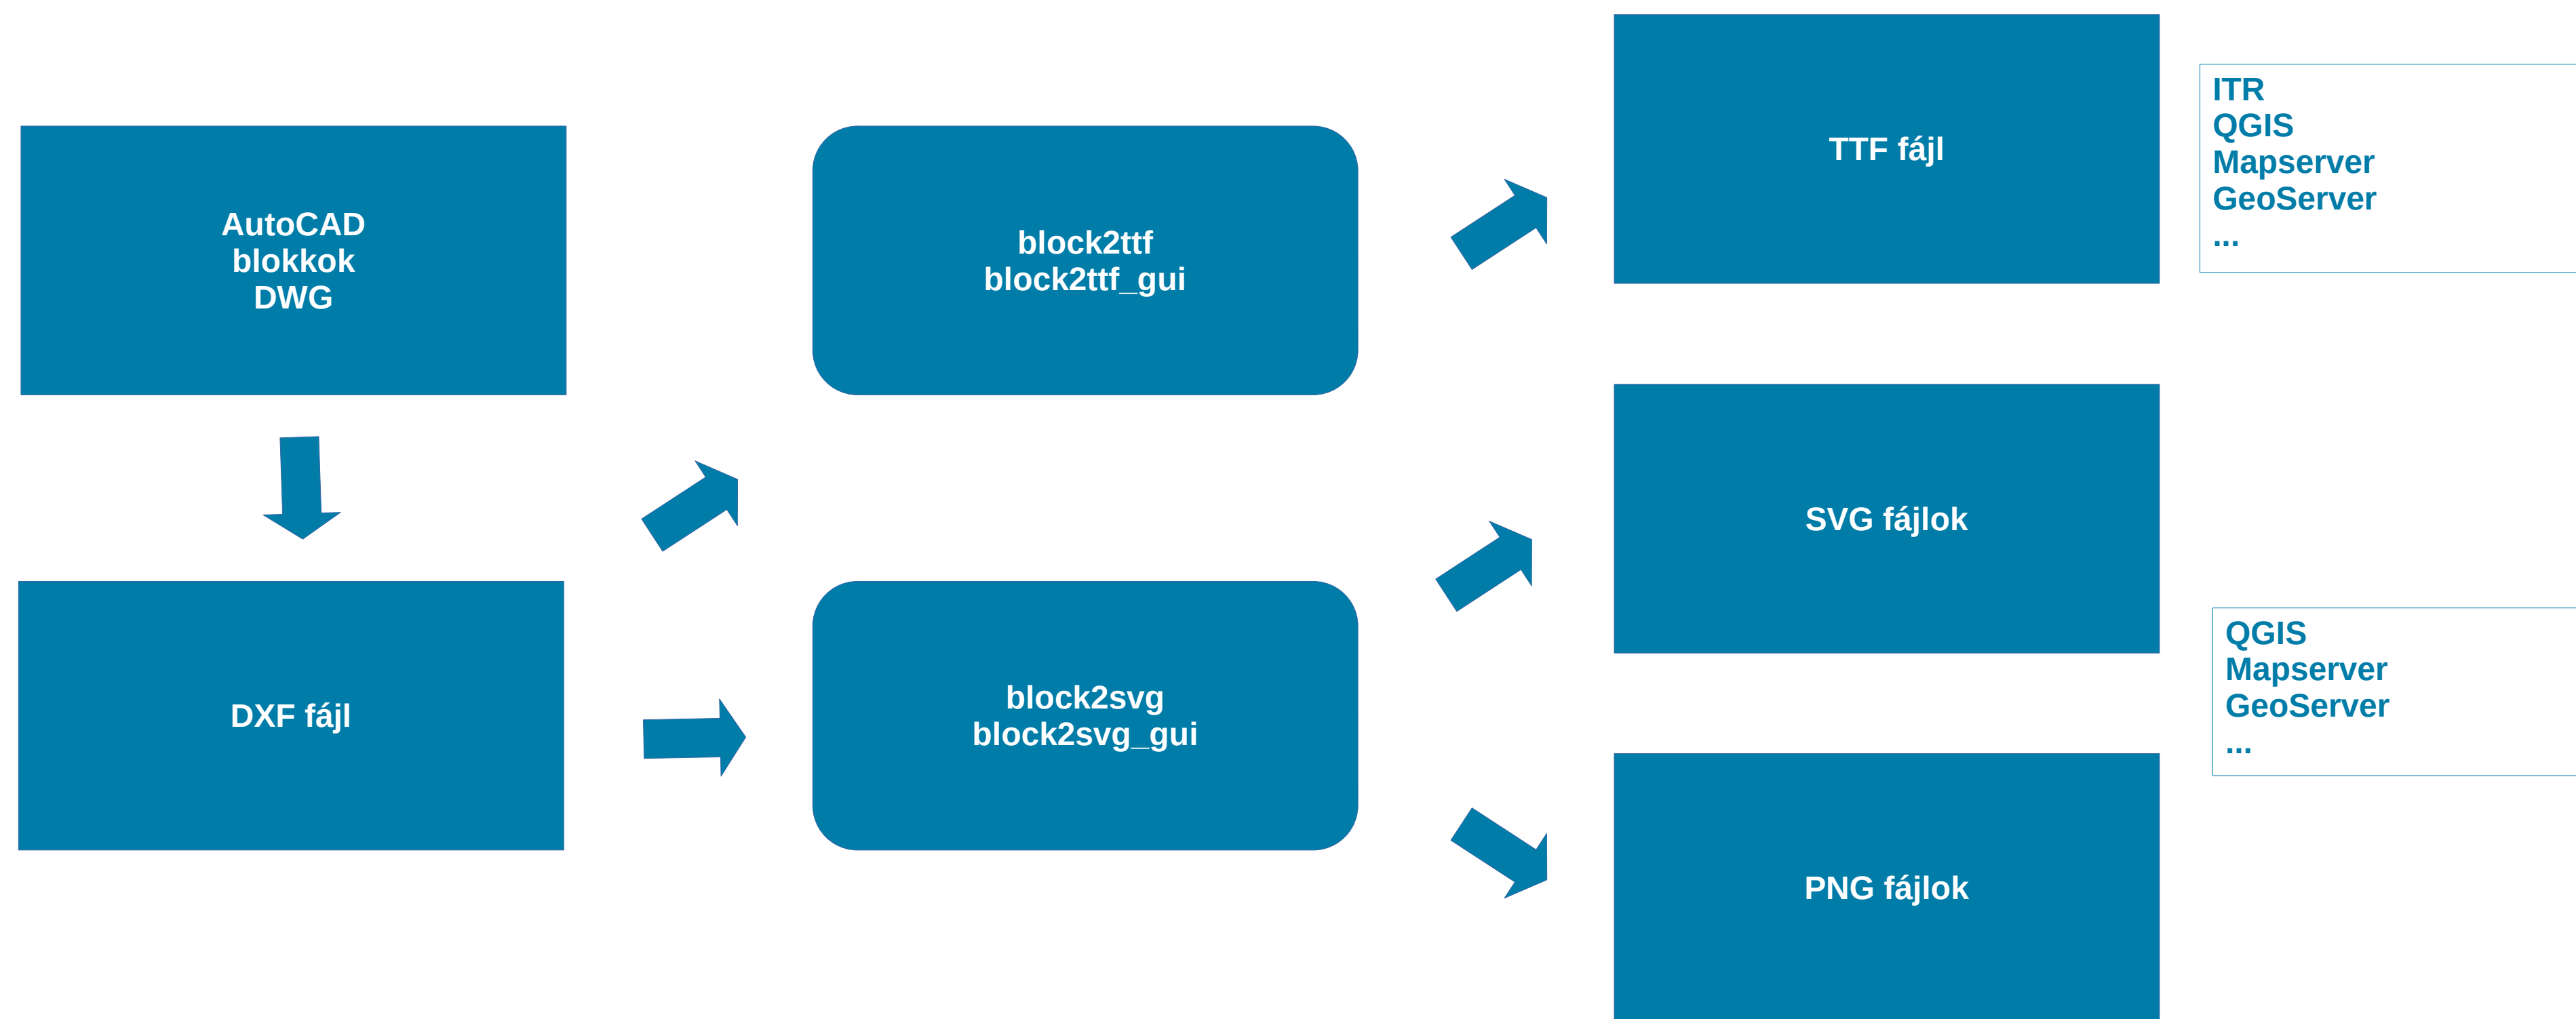 AutoCAD
blokkok
DWG
DXF fájl
block2ttf
block2ttf_gui
block2svg
block2svg_gui
TTF fájl
SVG fájlok
PNG fájlok
ITR
QGIS
Mapserver
GeoServer
...
QGIS
Mapserver
GeoServer
...